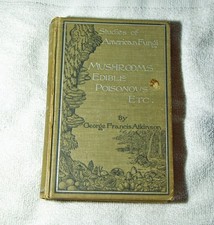 Studies of
American Fungi
Mushrooms
Edible
Poisonous
Etc.
by
George Francis Atkinson